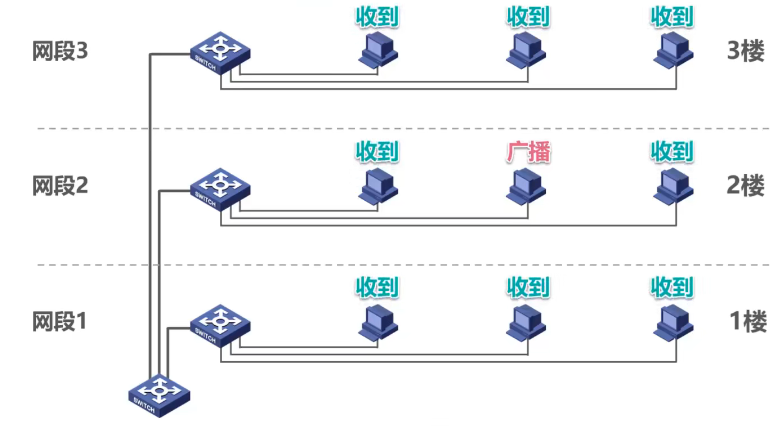 收到 收到 收到
网段3 SWITCH 3楼
收到 广播 收到
网段2 SWITCH 2楼
收到 收到 收到
网段1 SWITCH 1楼
SWITCH